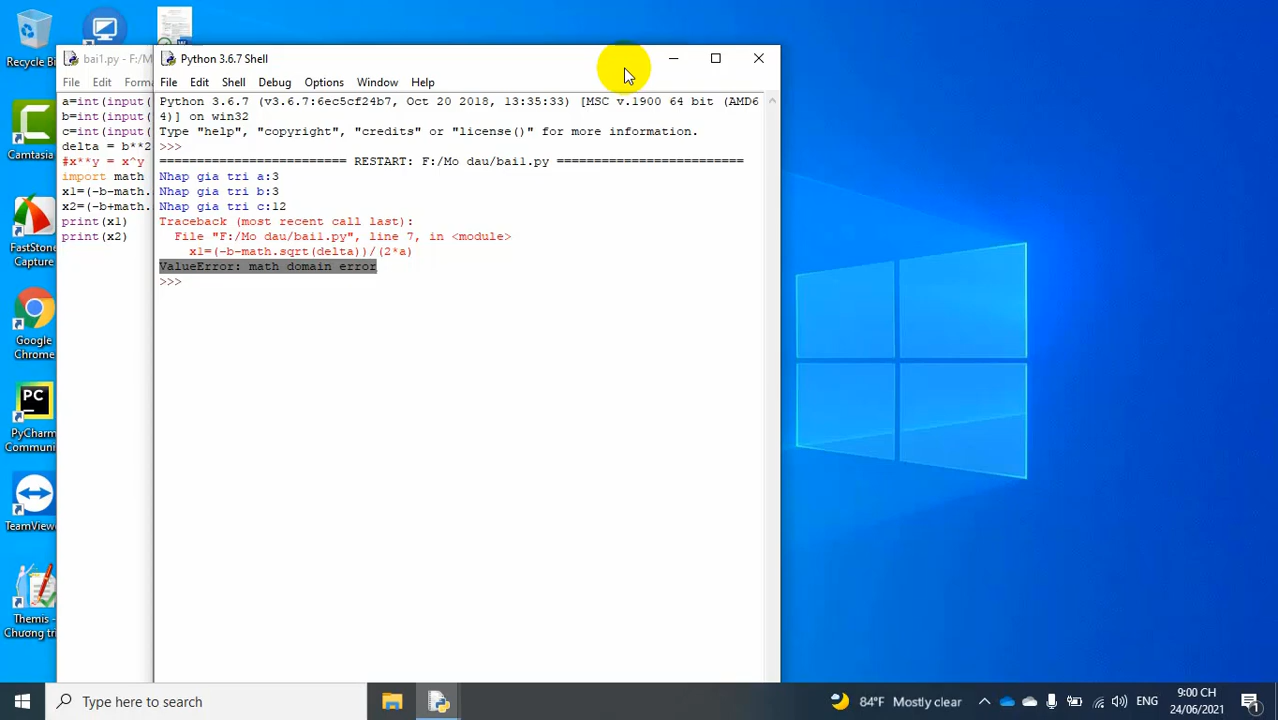 Recycle Bi
Camtasia
FastStone
Capture
Google
Chrome
PC
PyCharm
Communi
TeamView
Themis -
Chương trì
bai1.py - F:/M
File Edit Forma
a=int(input(
b=int(input(
c=int(input(
delta = b**2
#x**y = x^y
import math
x1=(-b-math.
x2=(-b+math.
print(x1)
print(x2)
Python 3.6.7 Shell
File Edit Shell Debug Options Window Help
Python 3.6.7 (v3.6.7:6ec5cf24b7, Oct 20 2018, 13:35:33) [MSC v.1900 64 bit (AMD6
4)] on win32
Type "help", "copyright", "credits" or "license()" for more information.
>>>
========================= RESTART: F:/Mo dau/bai1.py =========================
Nhap gia tri a:3
Nhap gia tri b:3
Nhap gia tri c:12
Traceback (most recent call last):
File "F:/Mo dau/bai1.py", line 7, in <module>
x1=(-b-math.sqrt(delta))/(2*a)
ValueError: math domain error
>>>
Type here to search
84°F Mostly clear
ENG
9:00 CH
24/06/2021
1